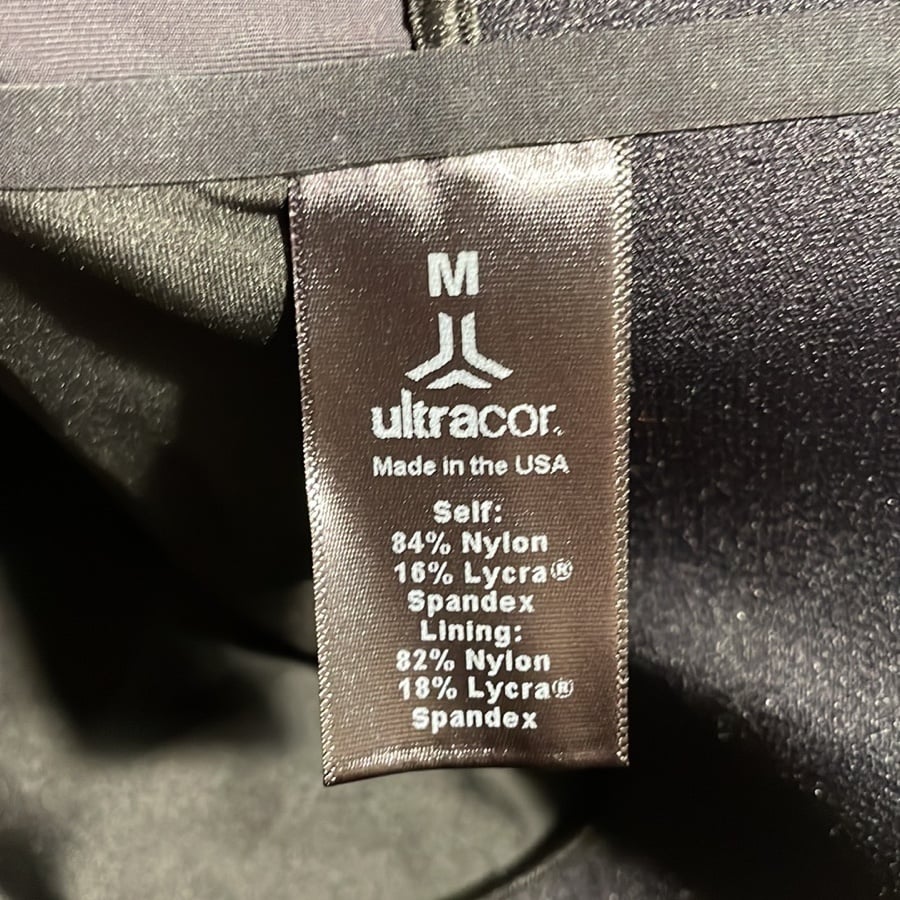 M
ultracor.
Made in the USA
Self:
84% Nylon
16% Lycra®
Spandex
Lining:
82% Nylon
18% Lycra®
Spandex